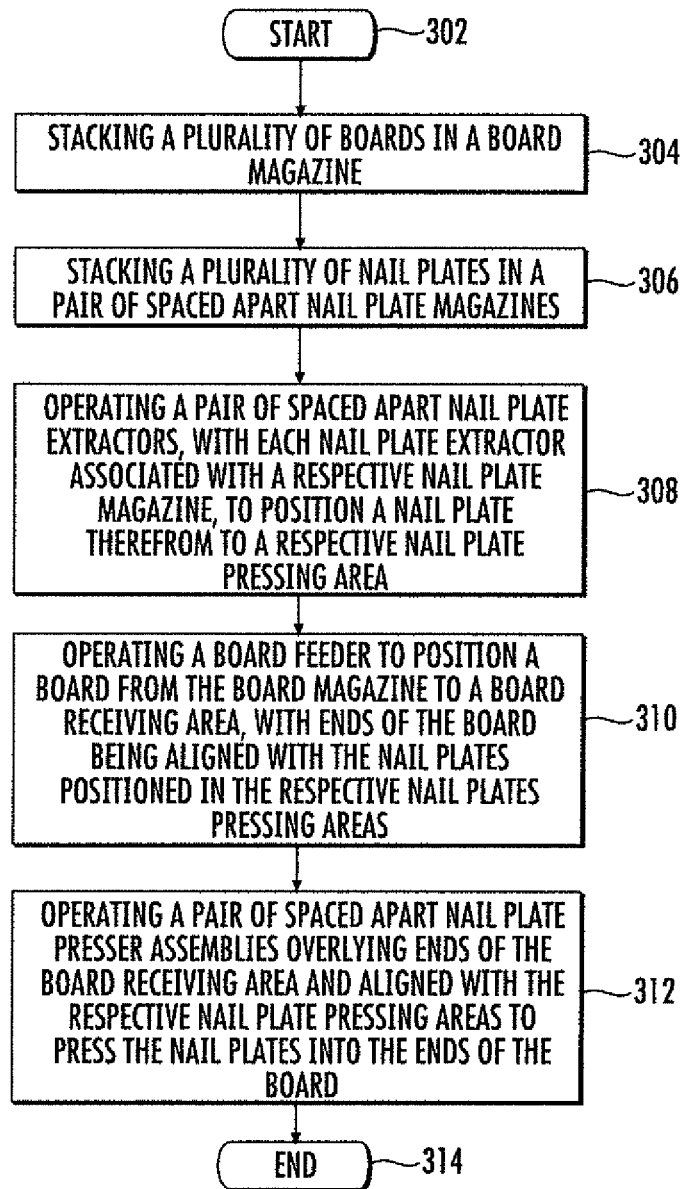 START
302
STACKING A PLURALITY OF BOARDS IN A BOARD
MAGAZINE
304
STACKING A PLURALITY OF NAIL PLATES IN A
PAIR OF SPACED APART NAIL PLATE MAGAZINES
306
OPERATING A PAIR OF SPACED APART NAIL PLATE
EXTRACTORS, WITH EACH NAIL PLATE EXTRACTOR
ASSOCIATED WITH A RESPECTIVE NAIL PLATE
MAGAZINE, TO POSITION A NAIL PLATE
THEREFROM TO A RESPECTIVE NAIL PLATE
PRESSING AREA
308
OPERATING A BOARD FEEDER TO POSITION A
BOARD FROM THE BOARD MAGAZINE TO A BOARD
RECEIVING AREA, WITH ENDS OF THE BOARD
BEING ALIGNED WITH THE NAIL PLATES
POSITIONED IN THE RESPECTIVE NAIL PLATES
PRESSING AREAS
310
OPERATING A PAIR OF SPACED APART NAIL PLATE
PRESSER ASSEMBLIES OVERLYING ENDS OF THE
BOARD RECEIVING AREA AND ALIGNED WITH THE
RESPECTIVE NAIL PLATE PRESSING AREAS TO
PRESS THE NAIL PLATES INTO THE ENDS OF THE
BOARD
312
END
314